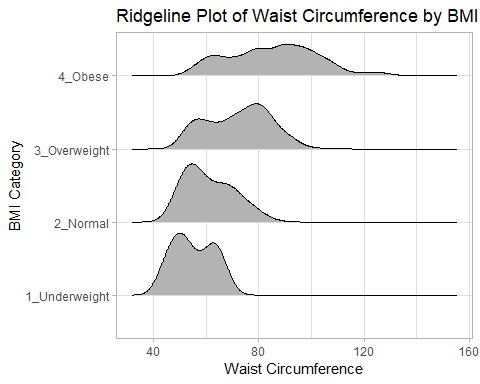 Ridgeline Plot of Waist Circumference by BMI
4_Obese
3_Overweight
2_Normal
1_Underweight
BMI Category
40 80 120 160
Waist Circumference